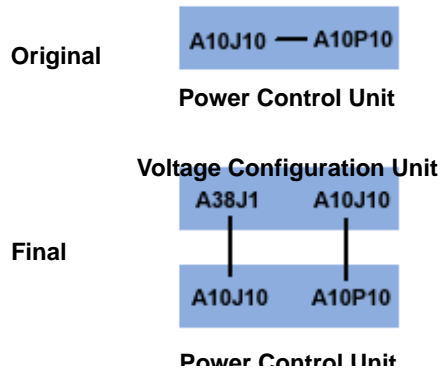 Original
A10J10 — A10P10
Power Control Unit
Voltage Configuration Unit
A38J1 A10J10
Final
A10J10 A10P10
Power Control Unit